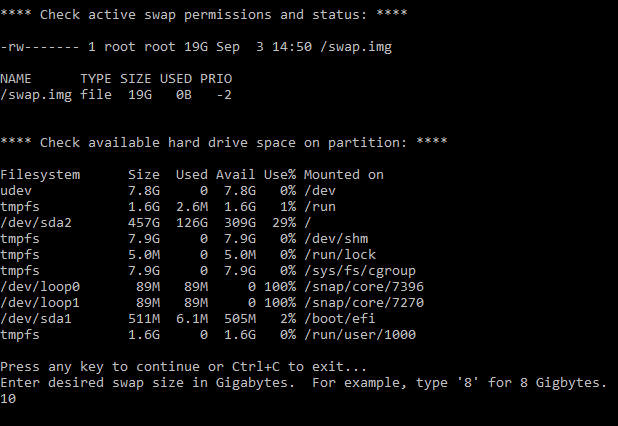 **** Check active swap permissions and status: ****
-rw------- 1 root root 19G Sep  3 14:50 /swap.img
NAME      TYPE SIZE USED PRIO
/swap.img file  19G   0B   -2
**** Check available hard drive space on partition: ****
Filesystem      Size  Used Avail Use% Mounted on
udev            7.8G     0  7.8G   0% /dev
tmpfs           1.6G  2.6M  1.6G   1% /run
/dev/sda2       457G  126G  309G  29% /
tmpfs           7.9G     0  7.9G   0% /dev/shm
tmpfs           5.0M     0  5.0M   0% /run/lock
tmpfs           7.9G     0  7.9G   0% /sys/fs/cgroup
/dev/loop0       89M   89M     0 100% /snap/core/7396
/dev/loop1       89M   89M     0 100% /snap/core/7270
/dev/sda1       511M  6.1M  505M   2% /boot/efi
tmpfs           1.6G     0  1.6G   0% /run/user/1000
Press any key to continue or Ctrl+C to exit...
Enter desired swap size in Gigabytes.  For example, type '8' for 8 Gigbytes.
10